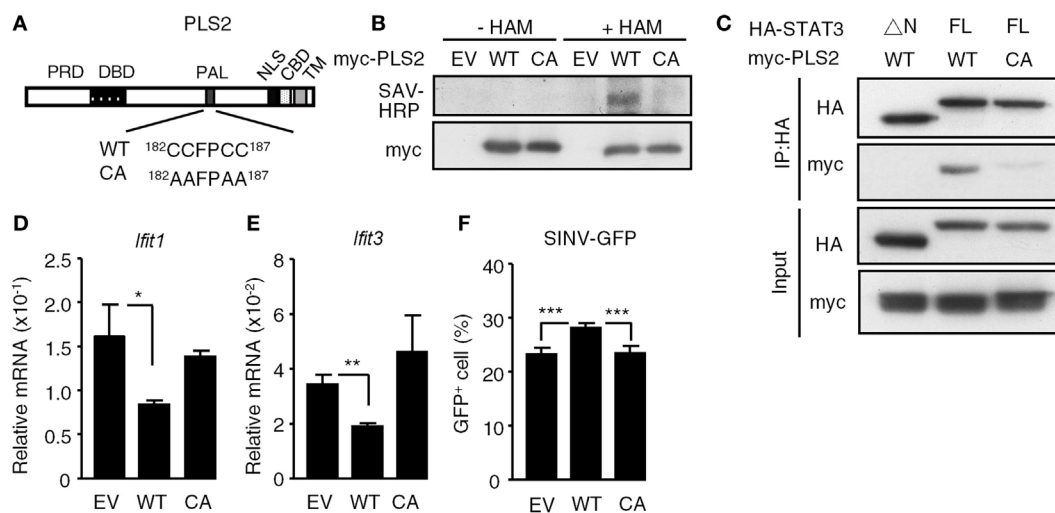 A
PLS2
PRD DBD PAL NLS CBD TM
WT ¹⁸²CCFPCC¹⁸⁷
CA ¹⁸²AAFPAA¹⁸⁷
B
- HAM + HAM
myc-PLS2 EV WT CA EV WT CA
SAV-
HRP
myc
C
HA-STAT3 △N FL FL
myc-PLS2 WT WT CA
IP:HA
HA
myc
Input
HA
myc
D
Ifit1
Relative mRNA (x10⁻¹)
2.5
2.0
1.5
1.0
0.5
0
*
EV WT CA
E
Ifit3
Relative mRNA (x10⁻²)
8
6
4
2
0
**
EV WT CA
F
SINV-GFP
GFP⁺ cell (%)
40
30
20
10
0
*** ***
EV WT CA